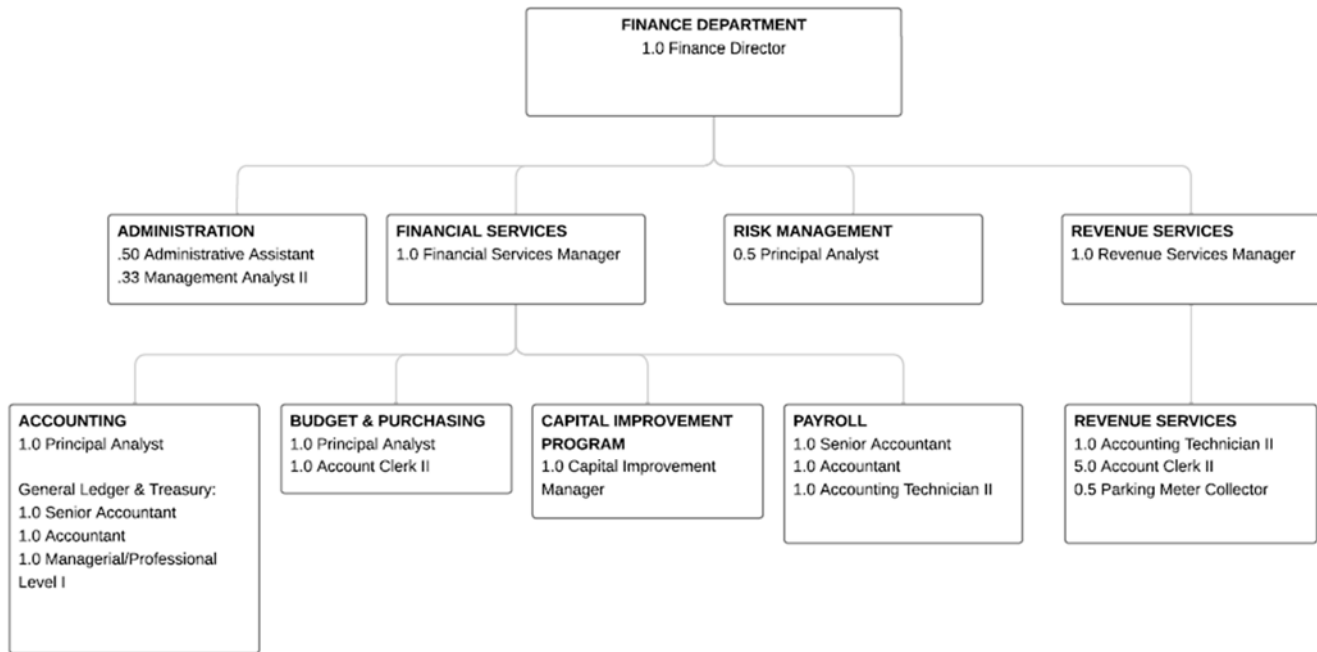 FINANCE DEPARTMENT
1.0 Finance Director
ADMINISTRATION
.50 Administrative Assistant
.33 Management Analyst II
FINANCIAL SERVICES
1.0 Financial Services Manager
RISK MANAGEMENT
0.5 Principal Analyst
REVENUE SERVICES
1.0 Revenue Services Manager
ACCOUNTING
1.0 Principal Analyst
General Ledger & Treasury:
1.0 Senior Accountant
1.0 Accountant
1.0 Managerial/Professional
Level I
BUDGET & PURCHASING
1.0 Principal Analyst
1.0 Account Clerk II
CAPITAL IMPROVEMENT
PROGRAM
1.0 Capital Improvement
Manager
PAYROLL
1.0 Senior Accountant
1.0 Accountant
1.0 Accounting Technician II
REVENUE SERVICES
1.0 Accounting Technician II
5.0 Account Clerk II
0.5 Parking Meter Collector